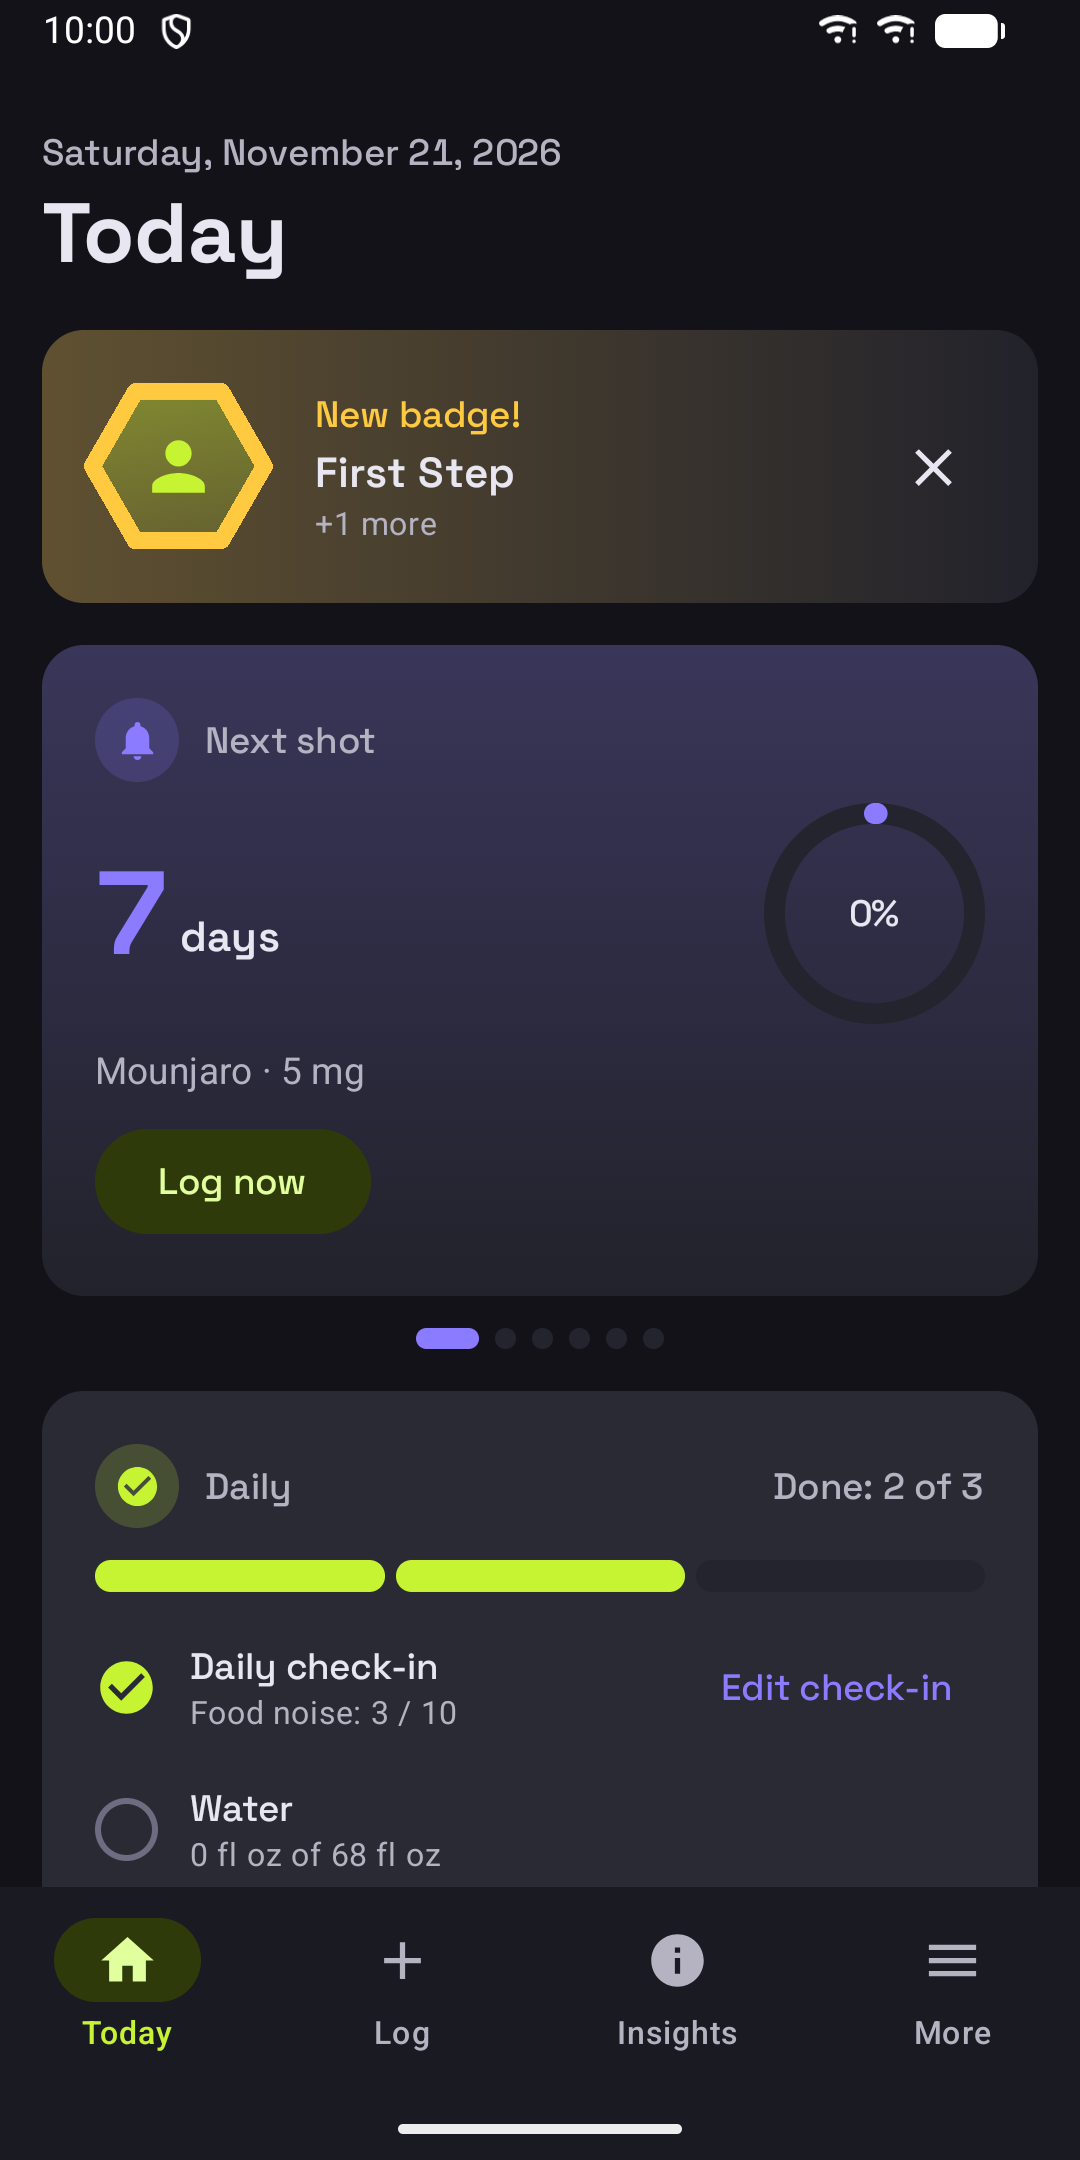 10:00
Saturday, November 21, 2026
Today
New badge!
First Step
+1 more
Next shot
7 days
0%
Mounjaro · 5 mg
Log now
Daily
Done: 2 of 3
Daily check-in
Food noise: 3 / 10
Edit check-in
Water
0 fl oz of 68 fl oz
Today
Log
Insights
More